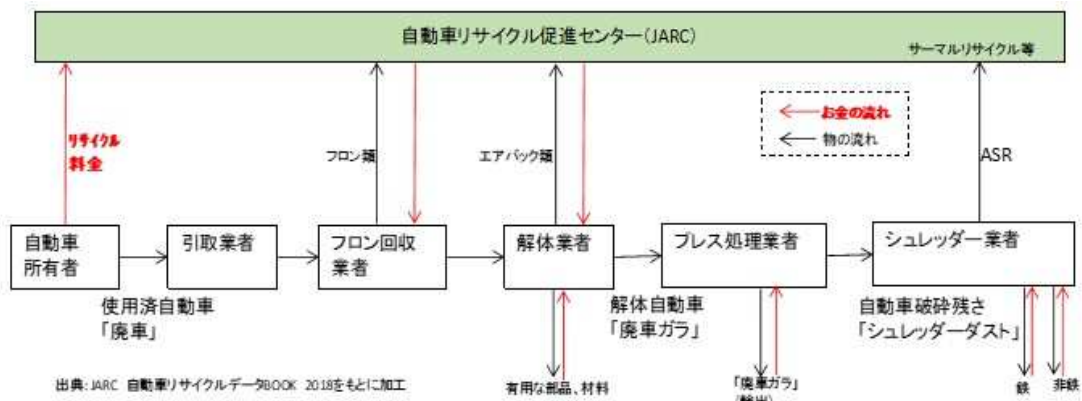 自動車リサイクル促進センター(JARC)
サーマルリサイクル等
リサイクル
料金
フロン類
エアバック類
お金の流れ
物の流れ
ASR
自動車
所有者
引取業者
フロン回収
業者
解体業者
プレス処理業者
シュレッダー業者
使用済自動車
「廃車」
解体自動車
「廃車ガラ」
自動車破砕残さ
「シュレッダーダスト」
出典:JARC 自動車リサイクルデータBOOK 2018をもとに加工
有用な部品、材料
「廃車ガラ」
(輸出)
鉄
非鉄